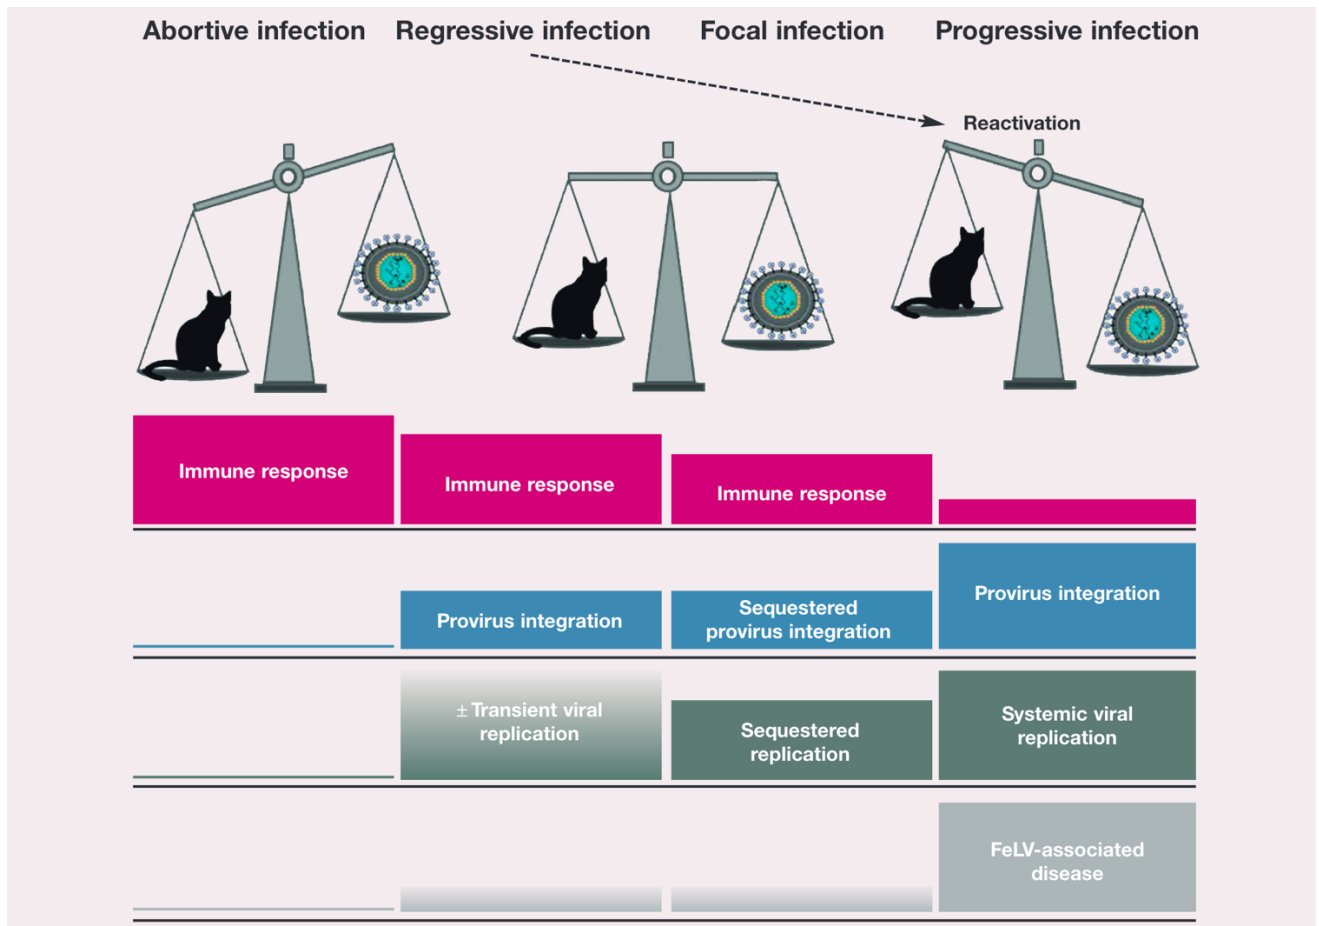 Abortive infection
Regressive infection
Focal infection
Progressive infection
Reactivation
Immune response
Immune response
Immune response
Provirus integration
Sequestered
provirus integration
Provirus integration
± Transient viral
replication
Sequestered
replication
Systemic viral
replication
FeLV-associated
disease